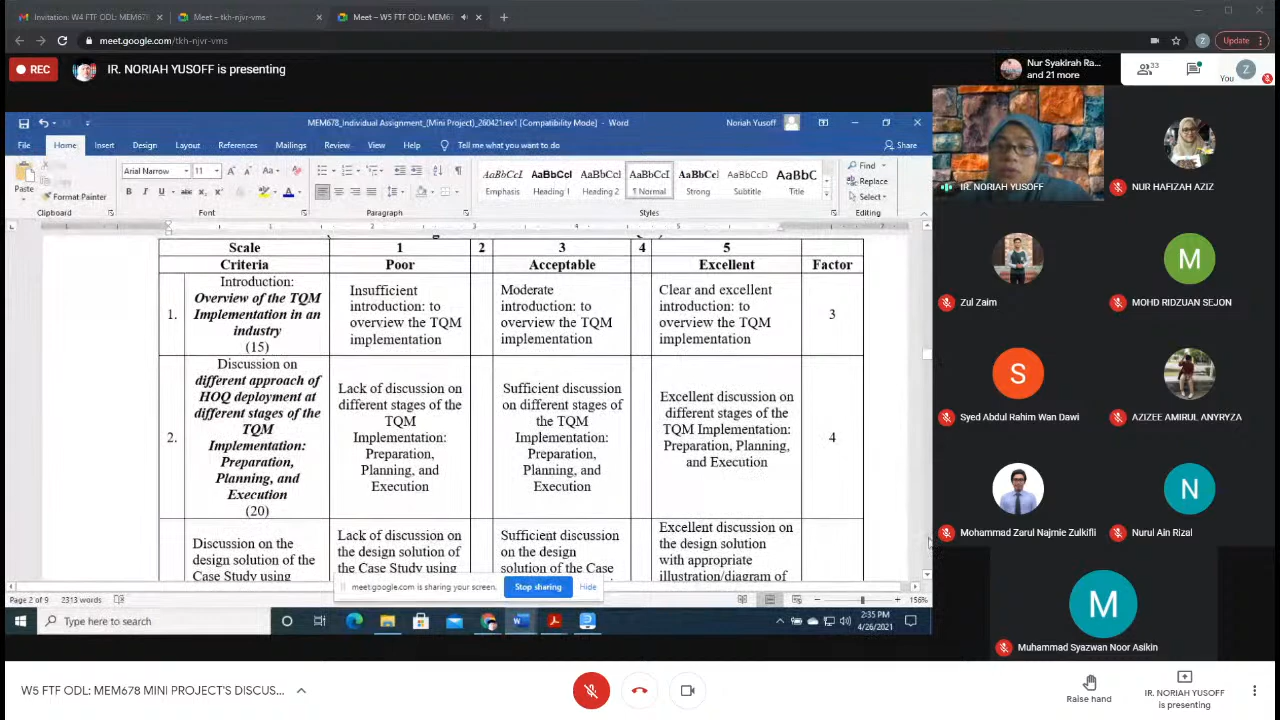 Invitation: W4 FTF ODL: MEM678
Meet – tkh-njvr-vms
Meet – W5 FTF ODL: MEM6
meet.google.com/tkh-njvr-vms
Z
Update
REC
IR. NORIAH YUSOFF is presenting
Nur Syakirah Ra...
and 21 more
33
You
Z
MEM678_Individual Assignment_(Mini Project)_260421rev1 [Compatibility Mode] - Word
Noriah Yusoff
File Home Insert Design Layout References Mailings Review View Help Tell me what you want to do Share
Paste
Format Painter
Clipboard
Arial Narrow 11
Font
Paragraph
AaBbCcI AaBbCcI AaBbCcI AaBbCcI AaBbCc AaBbCcI AaBbC
Emphasis Heading 1 Heading 2 ¶ Normal Strong Subtitle Title
Styles
Find
Replace
Select
Editing
Scale 1 2 3 4 5
Criteria Poor Acceptable Excellent Factor
1.
Introduction:
Overview of the TQM
Implementation in an
industry
(15)
Insufficient
introduction: to
overview the TQM
implementation
Moderate
introduction: to
overview the TQM
implementation
Clear and excellent
introduction: to
overview the TQM
implementation
3
2.
Discussion on
different approach of
HOQ deployment at
different stages of the
TQM
Implementation:
Preparation,
Planning, and
Execution
(20)
Lack of discussion on
different stages of the
TQM
Implementation:
Preparation,
Planning, and
Execution
Sufficient discussion
on different stages of
the TQM
Implementation:
Preparation,
Planning, and
Execution
Excellent discussion on
different stages of the
TQM Implementation:
Preparation, Planning,
and Execution
4
Discussion on the
design solution of the
Case Study using
Lack of discussion on
the design solution of
the Case Study using
Sufficient discussion
on the design
solution of the Case
Excellent discussion on
the design solution
with appropriate
illustration/diagram of
meet.google.com is sharing your screen.
Stop sharing
Hide
Page 2 of 9 2313 words
156%
Type here to search
2:35 PM
4/26/2021
IR. NORIAH YUSOFF
NUR HAFIZAH AZIZ
Zul Zaim
M
MOHD RIDZUAN SEJON
S
Syed Abdul Rahim Wan Dawi
AZIZEE AMIRUL ANYRYZA
Mohammad Zarul Najmie Zulkifli
N
Nurul Ain Rizal
M
Muhammad Syazwan Noor Asikin
W5 FTF ODL: MEM678 MINI PROJECT'S DISCUS...
Raise hand
IR. NORIAH YUSOFF
is presenting